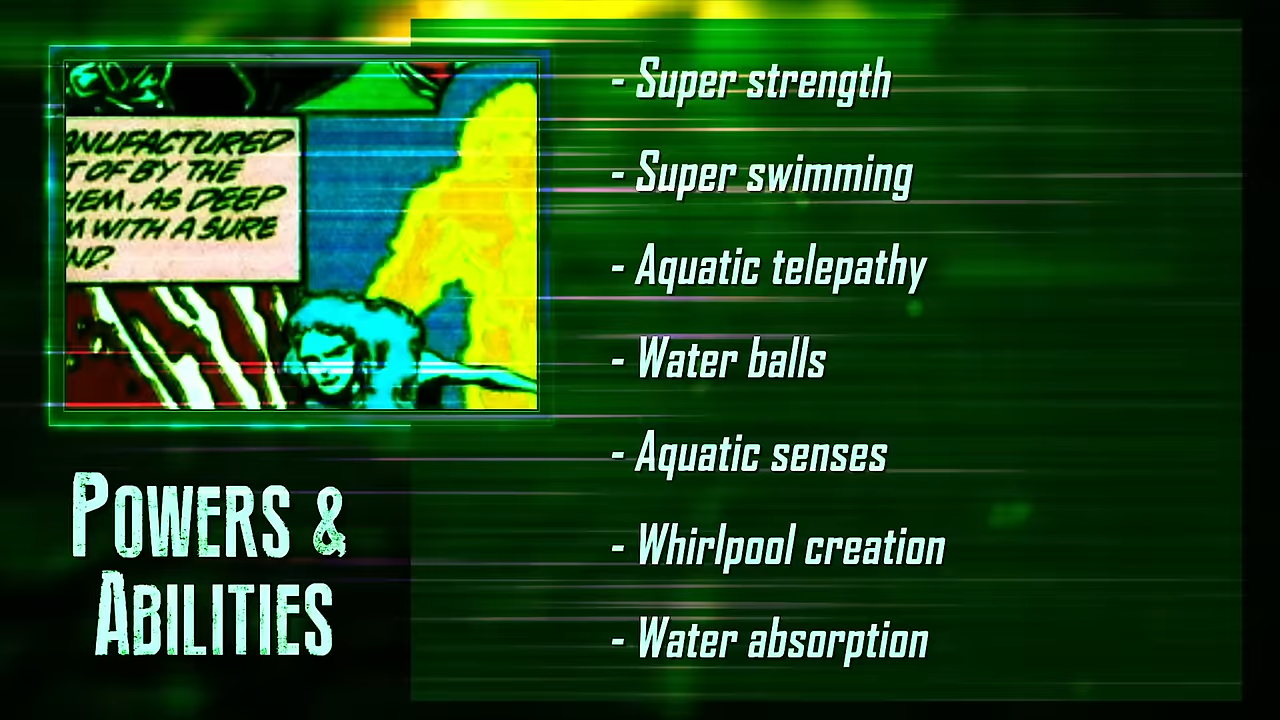 ANUFACTURED
T OF BY THE
HEM, AS DEEP
M WITH A SURE
ND.
Powers &
Abilities
- Super strength
- Super swimming
- Aquatic telepathy
- Water balls
- Aquatic senses
- Whirlpool creation
- Water absorption